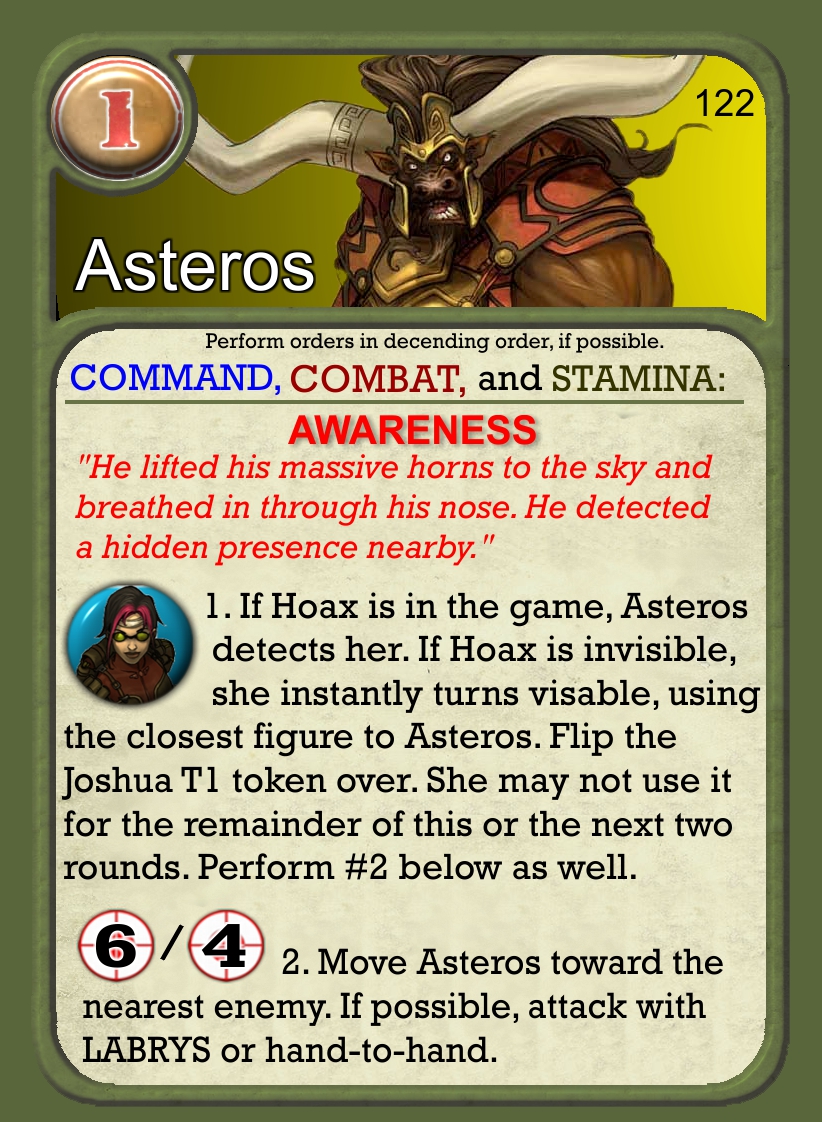 1
122
Asteros
Perform orders in decending order, if possible.
COMMAND, COMBAT, and STAMINA:
AWARENESS
"He lifted his massive horns to the sky and
breathed in through his nose. He detected
a hidden presence nearby."
1. If Hoax is in the game, Asteros
detects her. If Hoax is invisible,
she instantly turns visable, using
the closest figure to Asteros. Flip the
Joshua T1 token over. She may not use it
for the remainder of this or the next two
rounds. Perform #2 below as well.
6 / 4 2. Move Asteros toward the
nearest enemy. If possible, attack with
LABRYS or hand-to-hand.